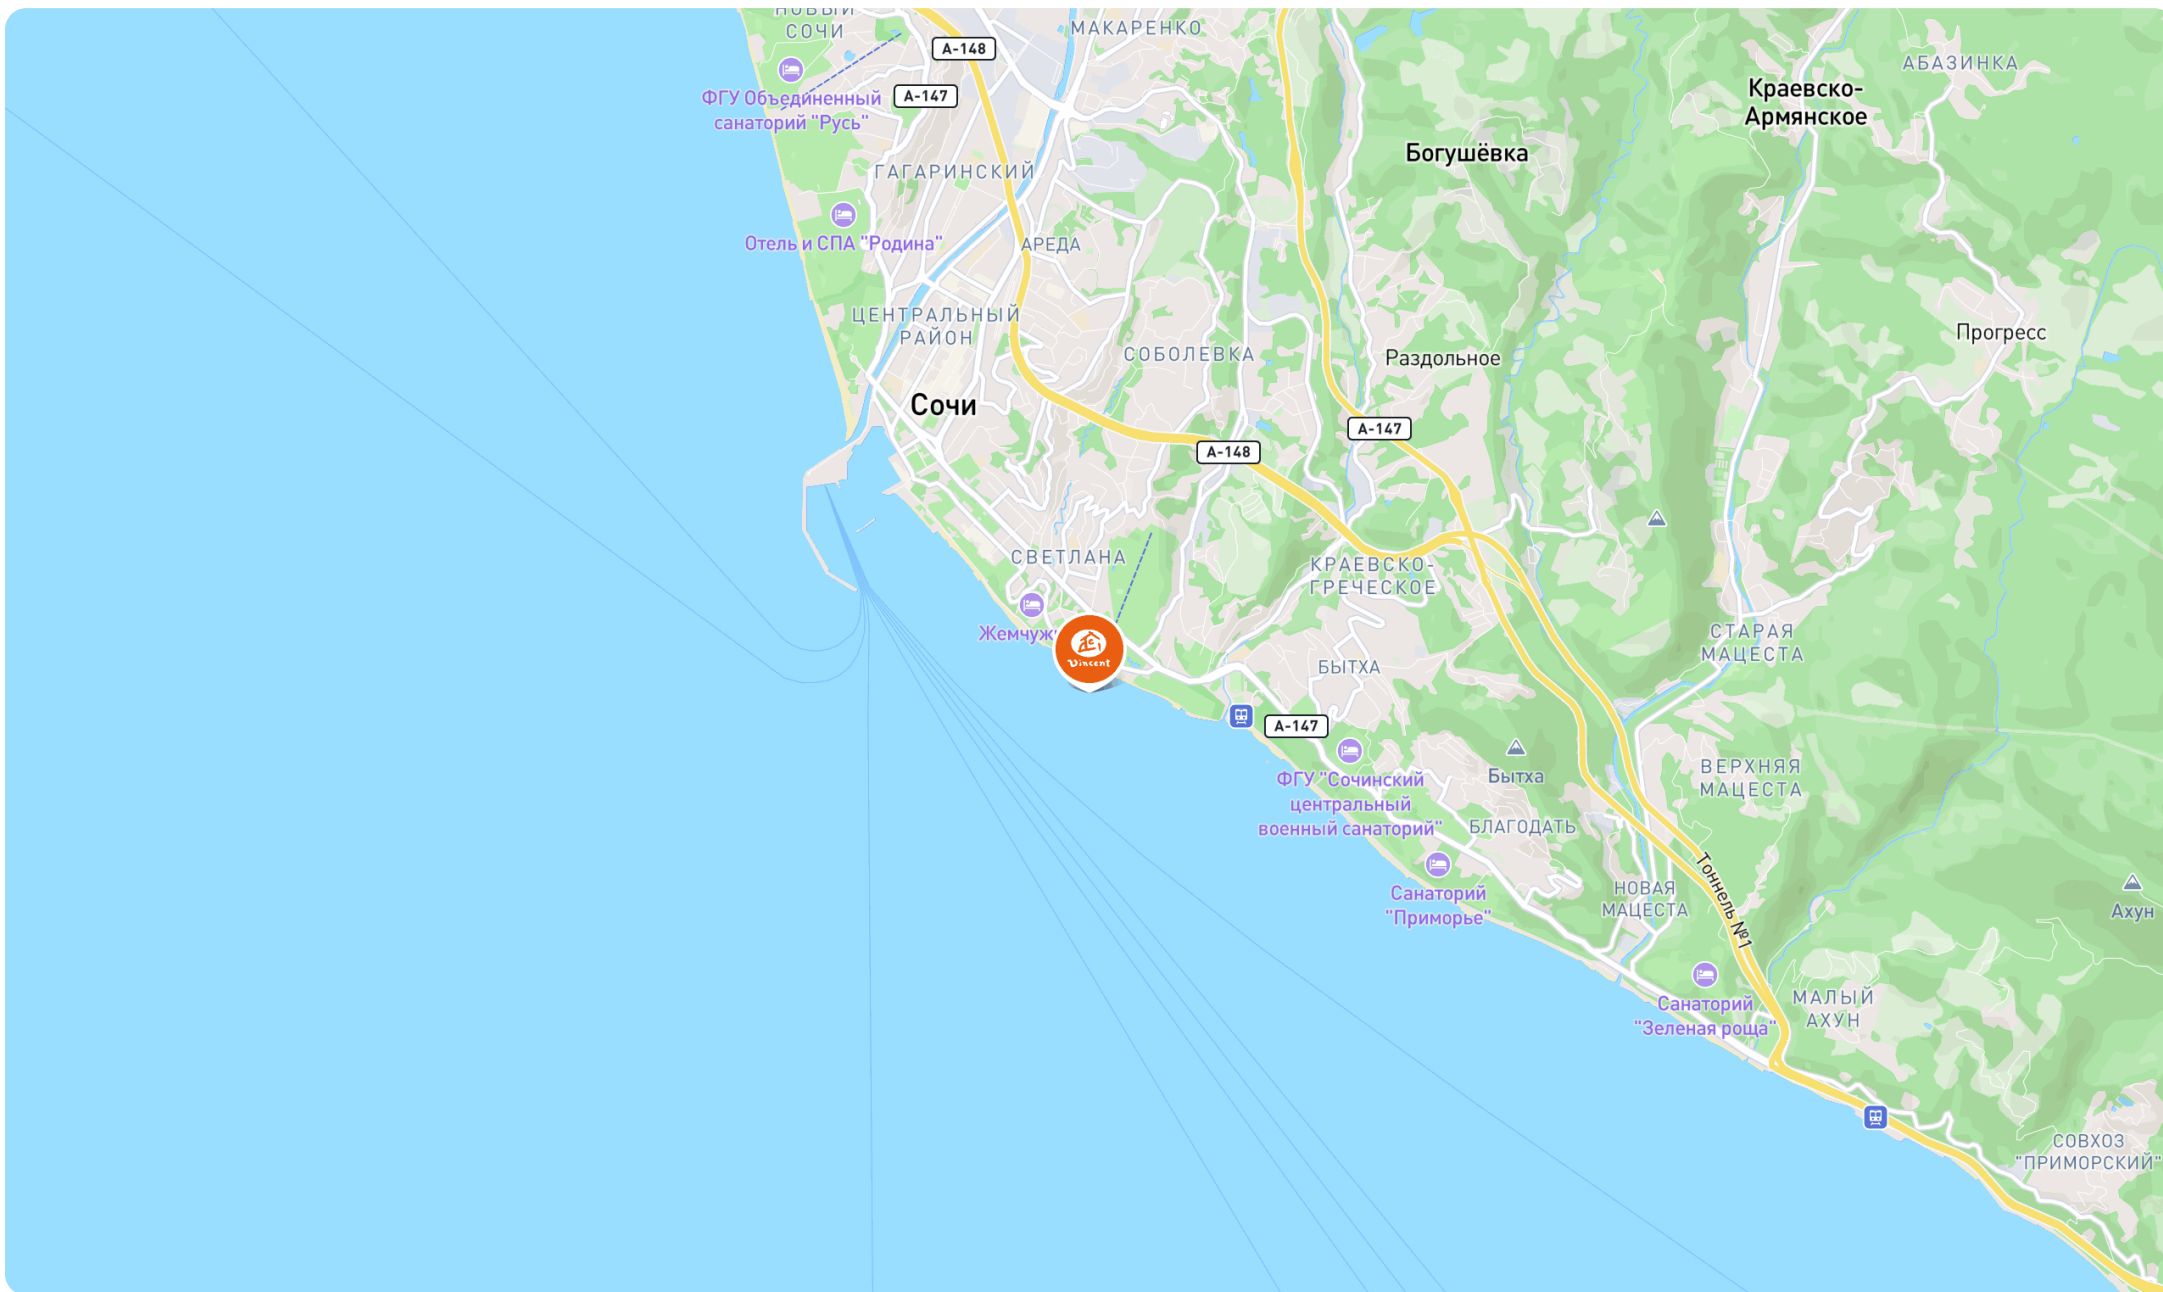 НОВЫЙ
СОЧИ
МАКАРЕНКО
А-148
АБАЗИНКА
ФГУ Объединенный
санаторий "Русь"
А-147
Краевско-
Армянское
Богушёвка
ГАГАРИНСКИЙ
Отель и СПА "Родина"
АРЕДА
ЦЕНТРАЛЬНЫЙ
РАЙОН
СОБОЛЕВКА
Раздольное
Прогресс
Сочи
А-147
А-148
СВЕТЛАНА
КРАЕВСКО-
ГРЕЧЕСКОЕ
Жемчуж
Vincent
СТАРАЯ
МАЦЕСТА
БЫТХА
А-147
ФГУ "Сочинский
центральный
военный санаторий"
Бытха
ВЕРХНЯЯ
МАЦЕСТА
БЛАГОДАТЬ
Тоннель №1
Санаторий
"Приморье"
НОВАЯ
МАЦЕСТА
Ахун
Санаторий
"Зеленая роща"
МАЛЫЙ
АХУН
СОВХОЗ
"ПРИМОРСКИЙ"